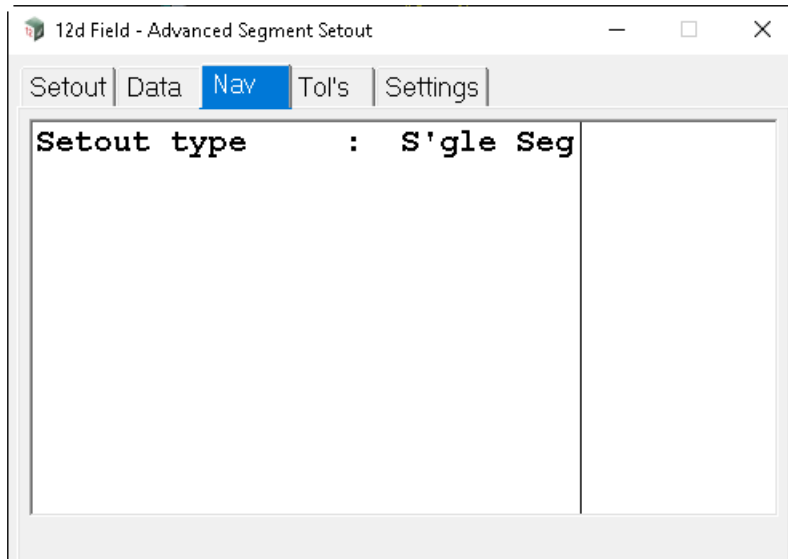 12d Field - Advanced Segment Setout
Setout Data Nav Tol's Settings
Setout type : S'gle Seg